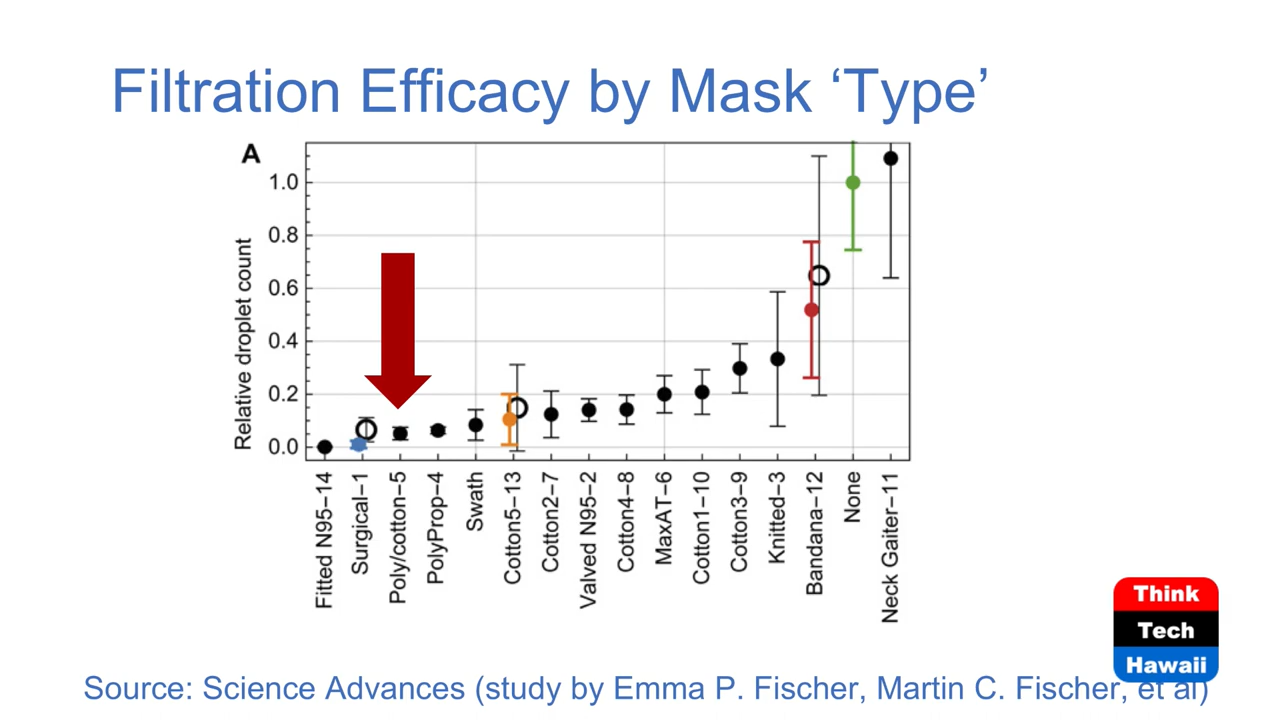 Filtration Efficacy by Mask ‘Type’
A
1.0
0.8
0.6
0.4
0.2
0.0
Relative droplet count
Fitted N95–14
Surgical–1
Poly/cotton–5
PolyProp–4
Swath
Cotton5–13
Cotton2–7
Valved N95–2
Cotton4–8
MaxAT–6
Cotton1–10
Cotton3–9
Knitted–3
Bandana–12
None
Neck Gaiter–11
Think
Tech
Hawaii
Source: Science Advances (study by Emma P. Fischer, Martin C. Fischer, et al)